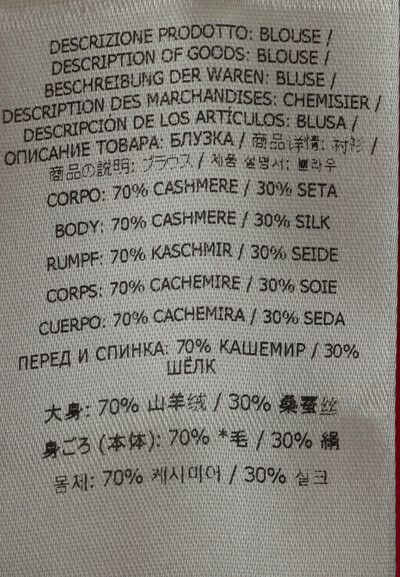 DESCRIZIONE PRODOTTO: BLOUSE /
DESCRIPTION OF GOODS: BLOUSE /
BESCHREIBUNG DER WAREN: BLUSE /
DESCRIPTION DES MARCHANDISES: CHEMISIER /
DESCRIPCIÓN DE LOS ARTÍCULOS: BLUSA /
ОПИСАНИЕ ТОВАРА: БЛУЗКА / 商品详情: 衬衫 /
商品の説明: ブラウス / 제품 설명서: 블라우
CORPO: 70% CASHMERE / 30% SETA
BODY: 70% CASHMERE / 30% SILK
RUMPF: 70% KASCHMIR / 30% SEIDE
CORPS: 70% CACHEMIRE / 30% SOIE
CUERPO: 70% CACHEMIRA / 30% SEDA
ПЕРЕД И СПИНКА: 70% КАШЕМИР / 30%
ШЁЛК
大身: 70% 山羊绒 / 30% 桑蚕丝
身ごろ (本体): 70% *毛 / 30% 絹
몸체: 70% 케시미어 / 30% 실크